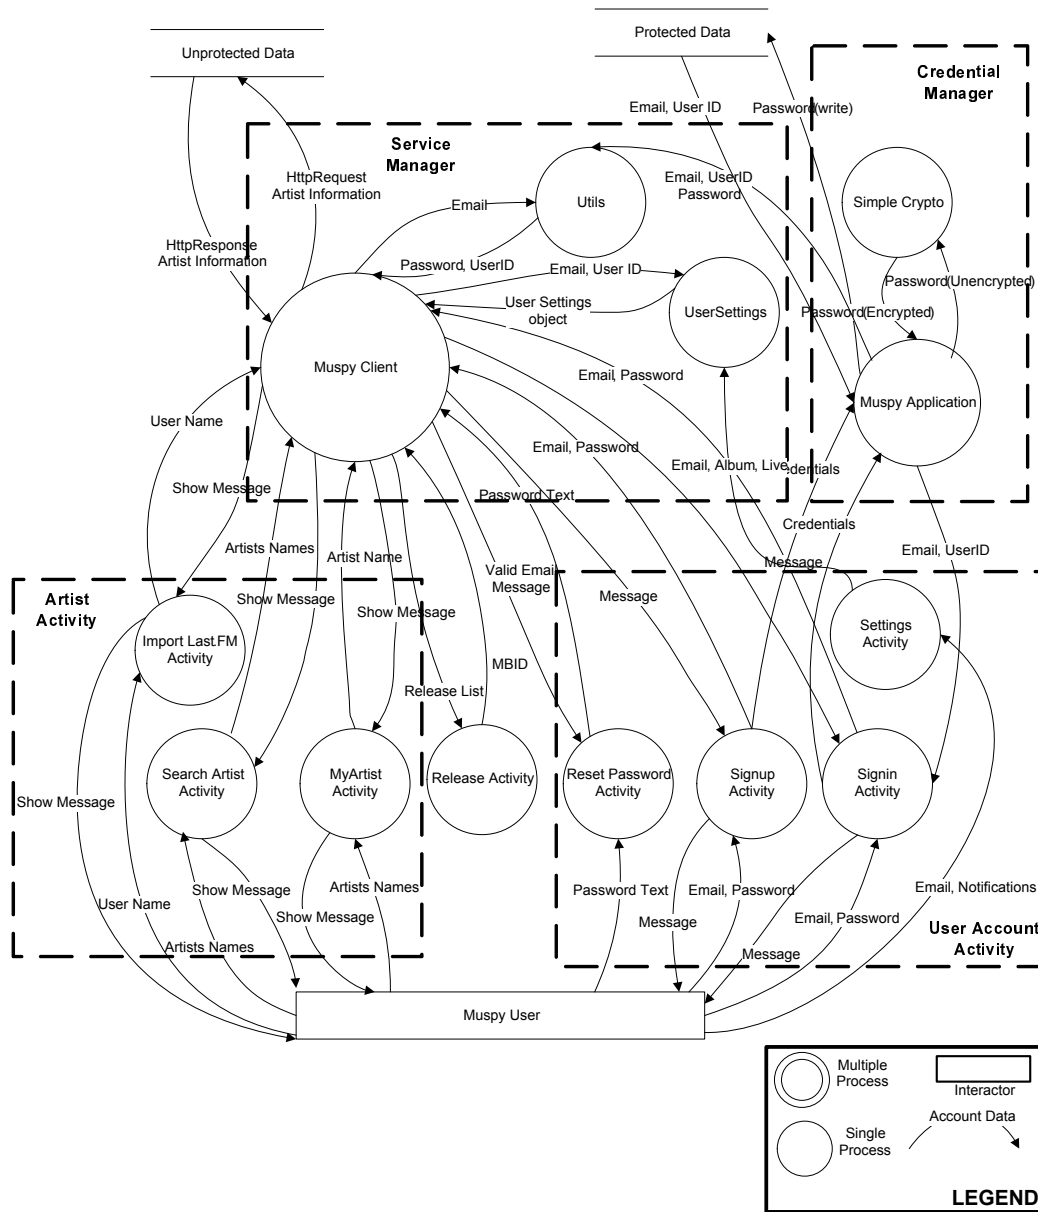 Unprotected Data
Protected Data
Credential
Manager
Email, User ID
Password(write)
Service
Manager
HttpRequest
Artist Information
Email, UserID
Password
Utils
Simple Crypto
Email
HttpResponse
Artist Information
Password, UserID
Email, User ID
Password(Unencrypted)
User Settings
object
UserSettings
Password(Encrypted)
Muspy Client
Email, Password
Muspy Application
User Name
Email, Password
Show Message
Email, Album, Live
edentials
Password Text
Credentials
Artists Names
Artist Name
Email, UserID
Message
Valid Email
Message
Show Message
Show Message
Message
Artist
Activity
Import Last.FM
Activity
Settings
Activity
MBID
Release List
Search Artist
Activity
MyArtist
Activity
Release Activity
Reset Password
Activity
Signup
Activity
Signin
Activity
Show Message
Show Message
Artists Names
Password Text
Email, Password
Email, Notifications
User Name
Show Message
Message
Email, Password
Artists Names
Message
User Account
Activity
Muspy User
Multiple
Process
Interactor
Account Data
Single
Process
LEGEND